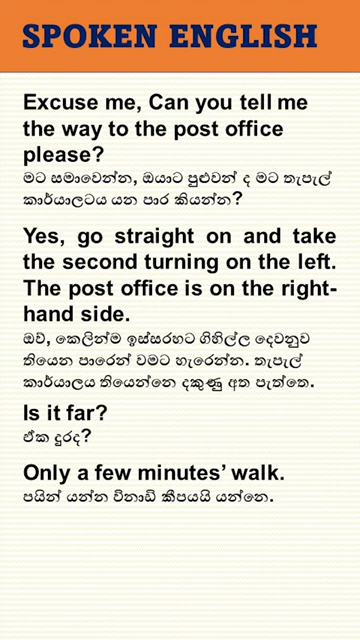 SPOKEN ENGLISH
Excuse me, Can you tell me
the way to the post office
please?
මට සමාවෙන්න, ඔයාට පුළුවන් ද මට තැපැල්
කාර්යාලටය යන පාර කියන්න?
Yes, go straight on and take
the second turning on the left.
The post office is on the right-
hand side.
ඔව්, කෙලින්ම ඉස්සරහට ගිහිල්ල දෙවනුව
තියෙන පාරෙන් වමට හැරෙන්න. තැපැල්
කාර්යාලය තියෙන්නෙ දකුණු අත පැත්තෙ.
Is it far?
ඒක දුරද?
Only a few minutes’ walk.
පයින් යන්න විනාඩි කීපයයි යන්නෙ.